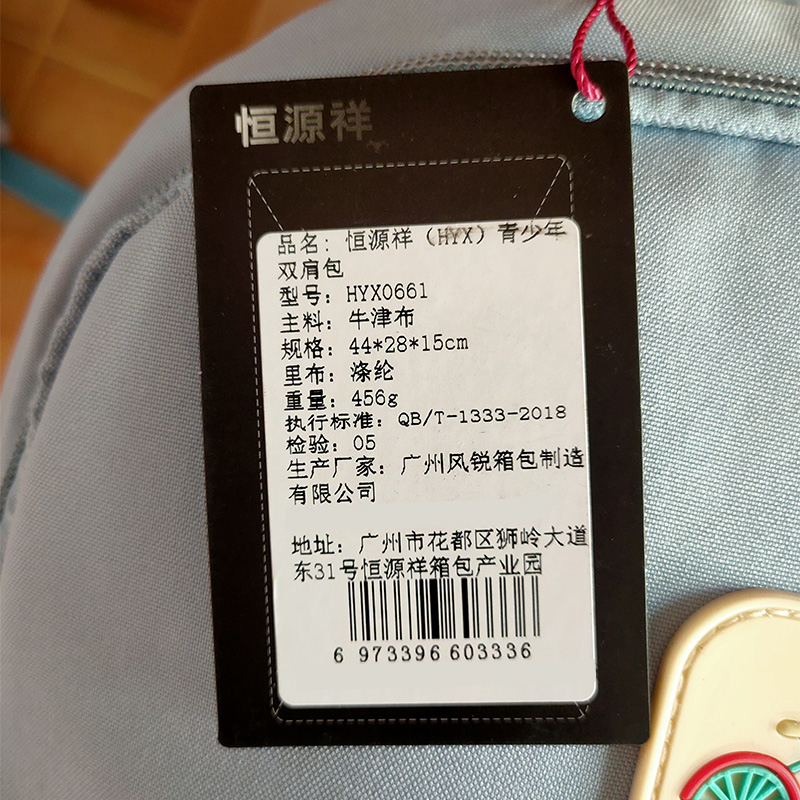 恒源祥
品名：恒源祥（HYX）青少年
双肩包
型号：HYX0661
主料：牛津布
规格：44*28*15cm
里布：涤纶
重量：456g
执行标准：QB/T-1333-2018
检验：05
生产厂家：广州风锐箱包制造
有限公司
地址：广州市花都区狮岭大道
东31号恒源祥箱包产业园
6 973396 603336